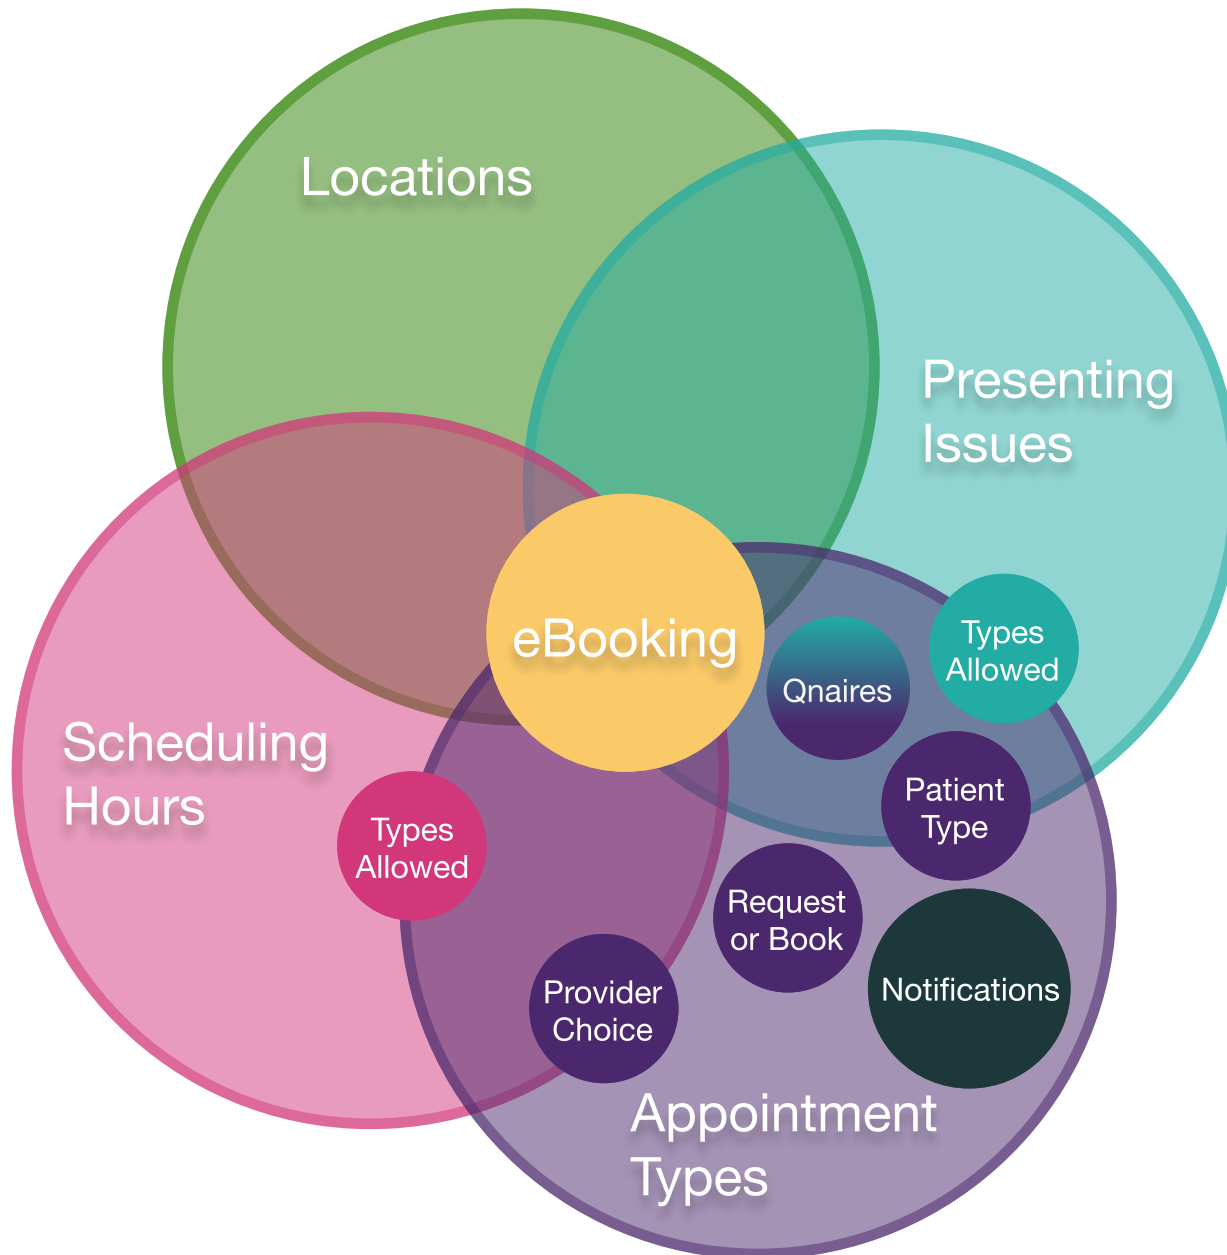 Locations
Presenting
Issues
eBooking
Types
Allowed
Qnaires
Scheduling
Hours
Patient
Type
Types
Allowed
Request
or Book
Notifications
Provider
Choice
Appointment
Types